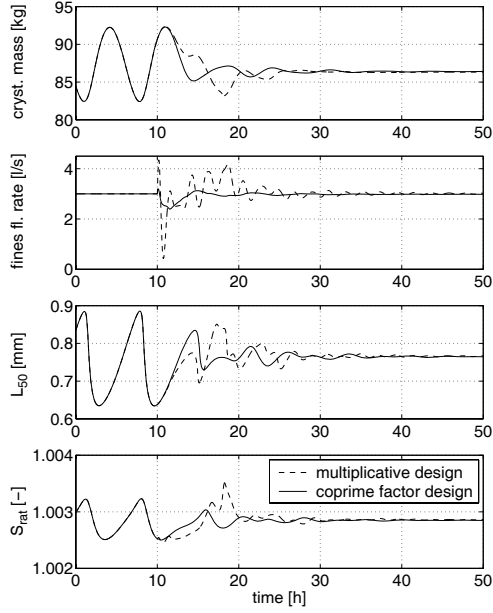 cryst. mass [kg]
95
90
85
80
0 10 20 30 40 50
fines fl. rate [l/s]
4
2
0
0 10 20 30 40 50
L50 [mm]
0.9
0.8
0.7
0.6
0 10 20 30 40 50
Srat [−]
1.004
1.003
1.002
multiplicative design
coprime factor design
0 10 20 30 40 50
time [h]